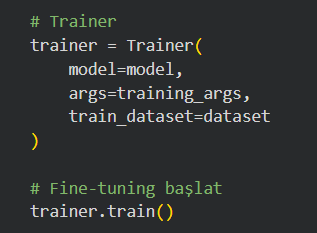 # Trainer
trainer = Trainer(
    model=model,
    args=training_args,
    train_dataset=dataset
)

# Fine-tuning başlat
trainer.train()